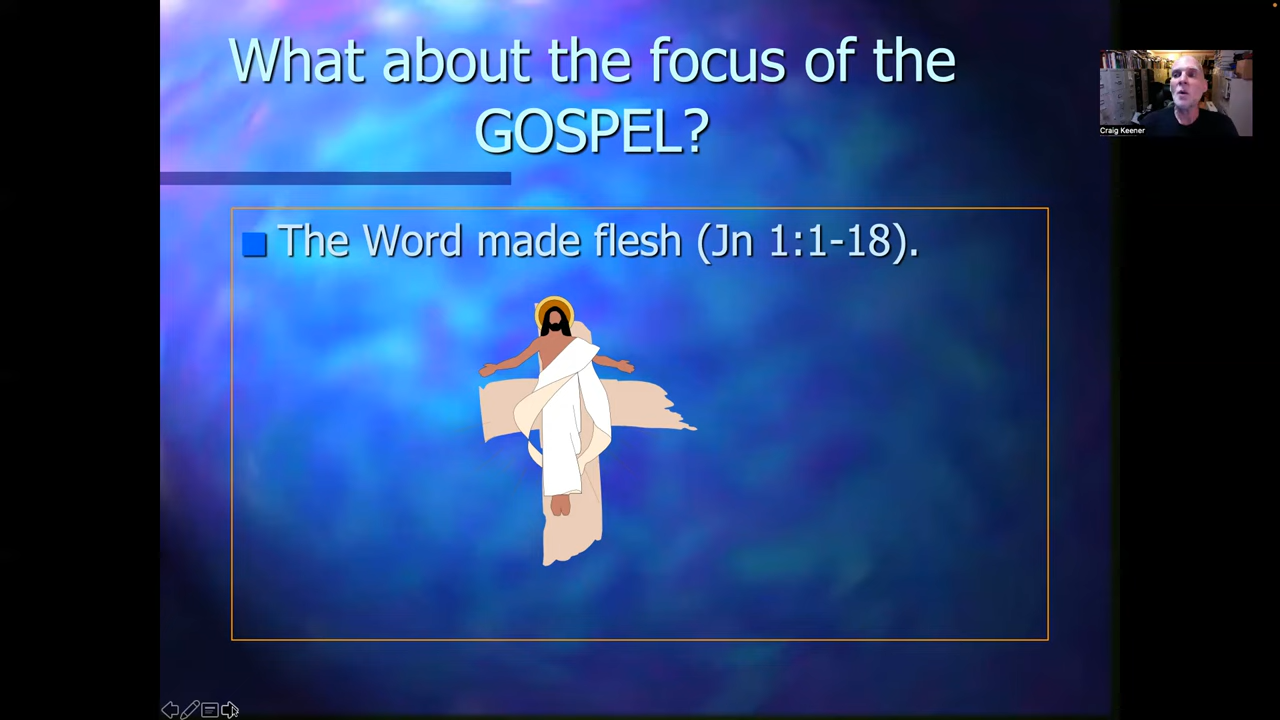 What about the focus of the
GOSPEL?
The Word made flesh (Jn 1:1-18).
Craig Keener